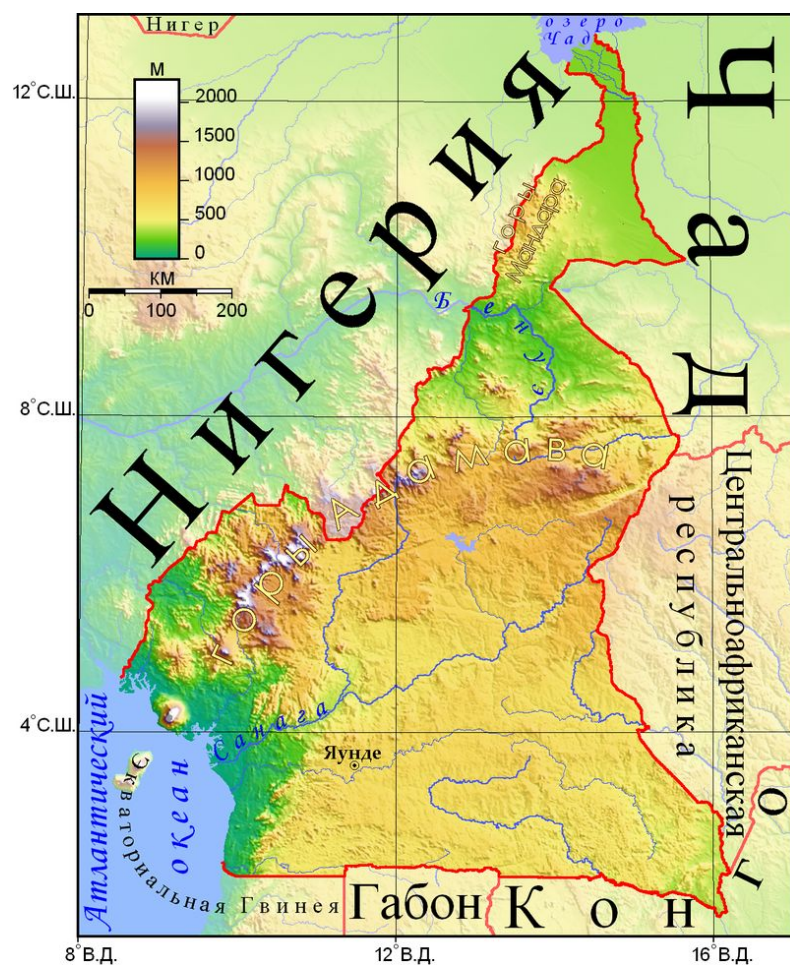 Нигер
озеро
Чад
М
2000
1500
1000
500
0
КМ
0 100 200
12°С.Ш.
8°С.Ш.
4°С.Ш.
Нигерия
Чад
горы
Мандара
Бенуэ
горы Адамава
Центральноафриканская
республика
Санага
Яунде
Атлантический
океан
Экваториальная Гвинея
Габон
Конго
8°В.Д.
12°В.Д.
16°В.Д.